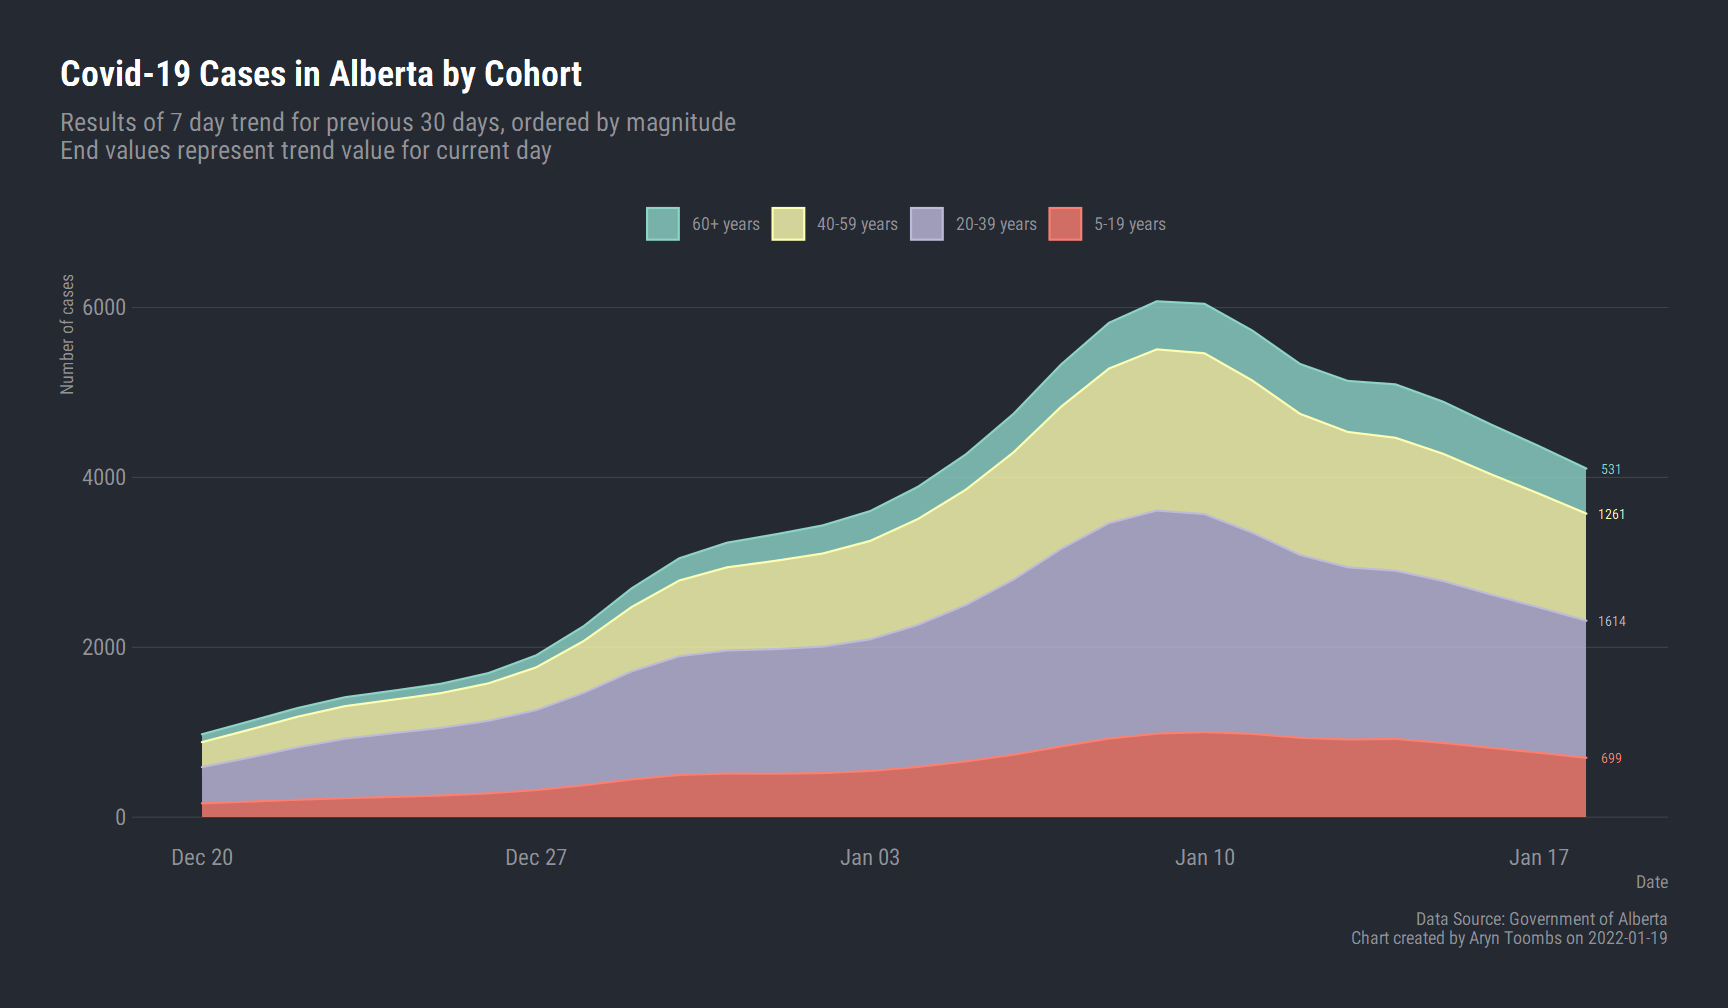 Covid-19 Cases in Alberta by Cohort
Results of 7 day trend for previous 30 days, ordered by magnitude
End values represent trend value for current day
60+ years
40-59 years
20-39 years
5-19 years
Number of cases
6000
4000
2000
0
531
1261
1614
699
Dec 20
Dec 27
Jan 03
Jan 10
Jan 17
Date
Data Source: Government of Alberta
Chart created by Aryn Toombs on 2022-01-19